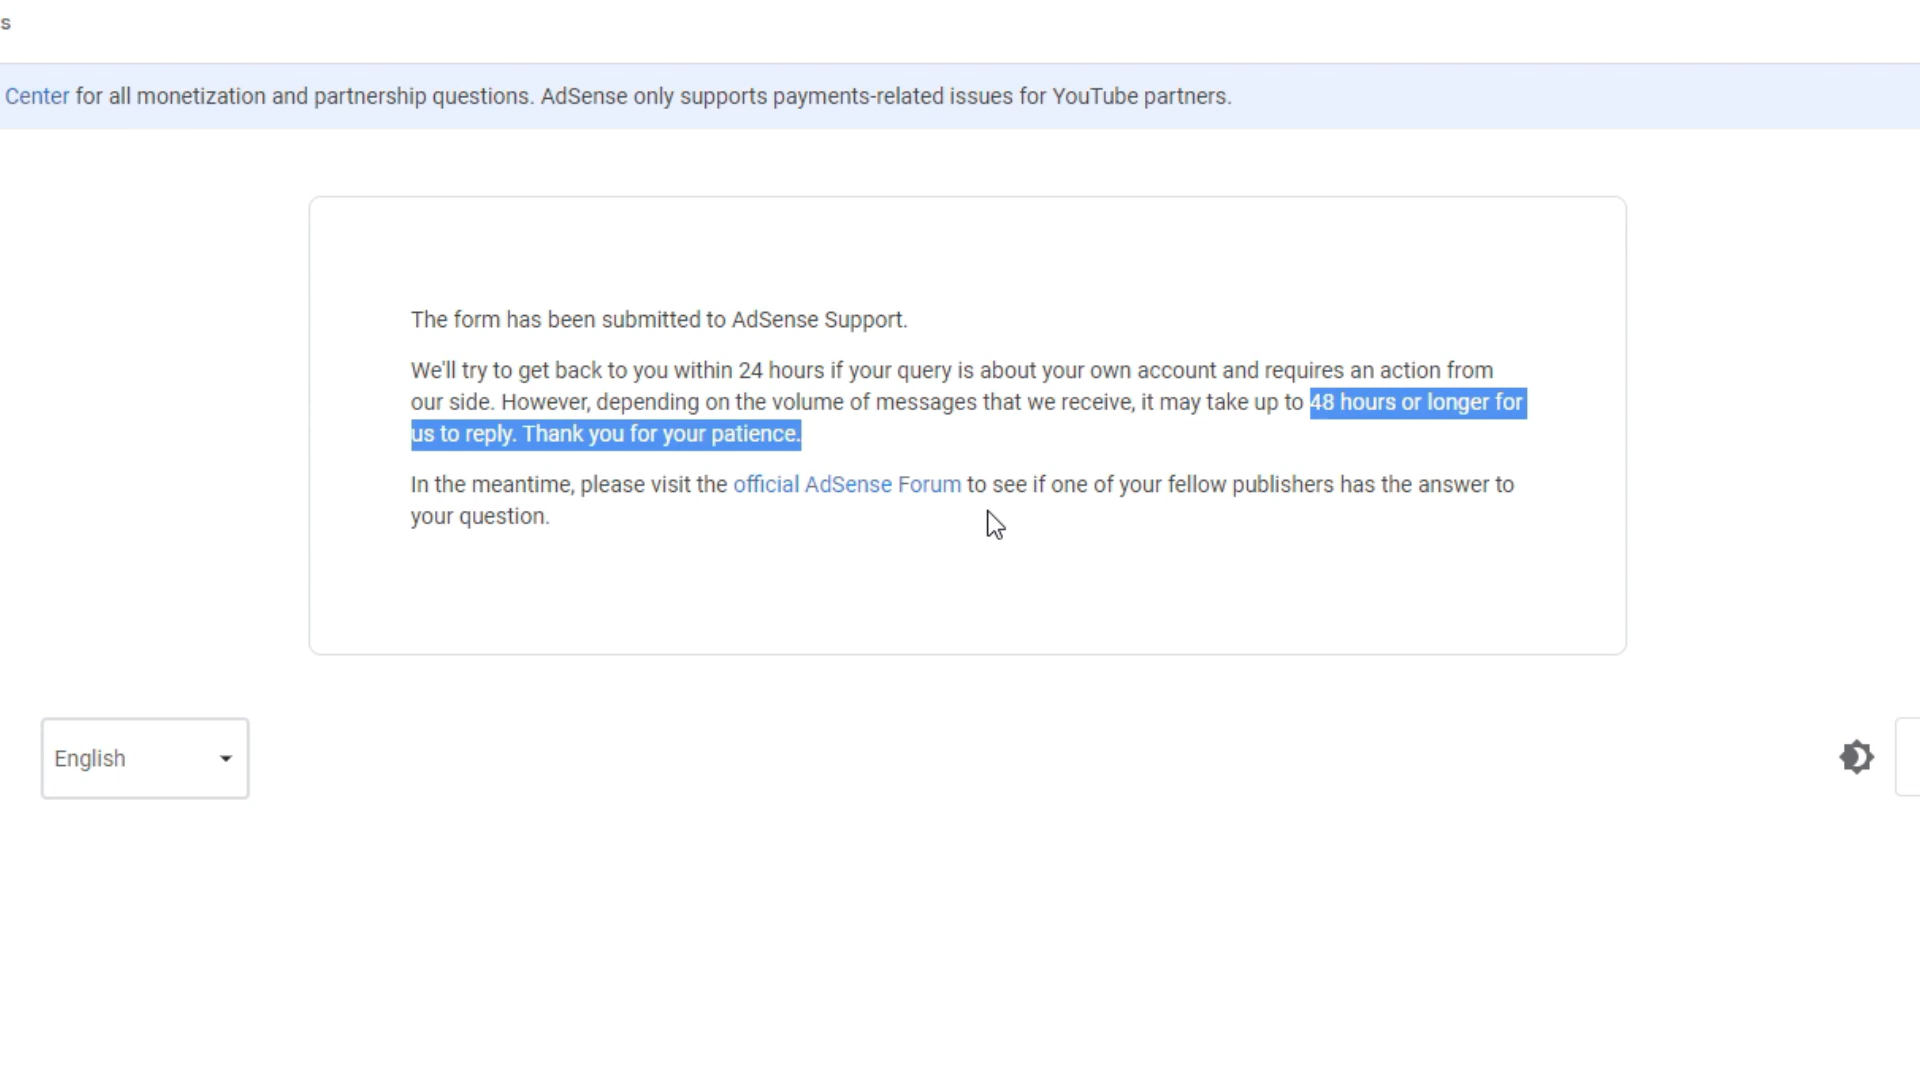 s
Center for all monetization and partnership questions. AdSense only supports payments-related issues for YouTube partners.
The form has been submitted to AdSense Support.
We'll try to get back to you within 24 hours if your query is about your own account and requires an action from
our side. However, depending on the volume of messages that we receive, it may take up to 48 hours or longer for
us to reply. Thank you for your patience.
In the meantime, please visit the official AdSense Forum to see if one of your fellow publishers has the answer to
your question.
English